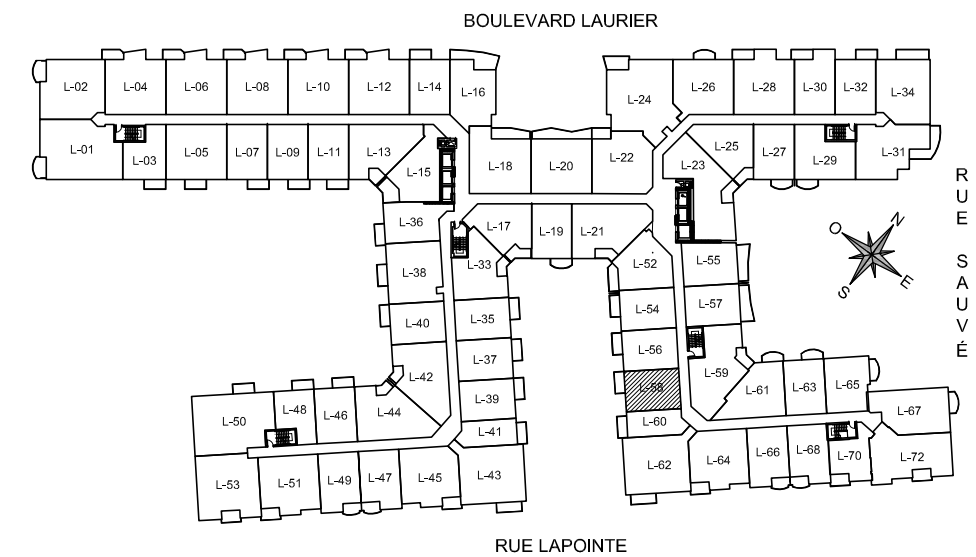 BOULEVARD LAURIER
L-02 L-04 L-06 L-08 L-10 L-12 L-14 L-16 L-24 L-26 L-28 L-30 L-32 L-34
L-01 L-03 L-05 L-07 L-09 L-11 L-13 L-15 L-18 L-20 L-22 L-23 L-25 L-27 L-29 L-31
L-36 L-17 L-19 L-21
L-38 L-33 L-52 L-55
L-40 L-35 L-54 L-57
L-42 L-37 L-56 L-59
L-39 L-58 L-61 L-63 L-65
L-50 L-48 L-46 L-44 L-41 L-60 L-67
L-53 L-51 L-49 L-47 L-45 L-43 L-62 L-64 L-66 L-68 L-70 L-72
RUE SAUVÉ
N
O
E
S
RUE LAPOINTE